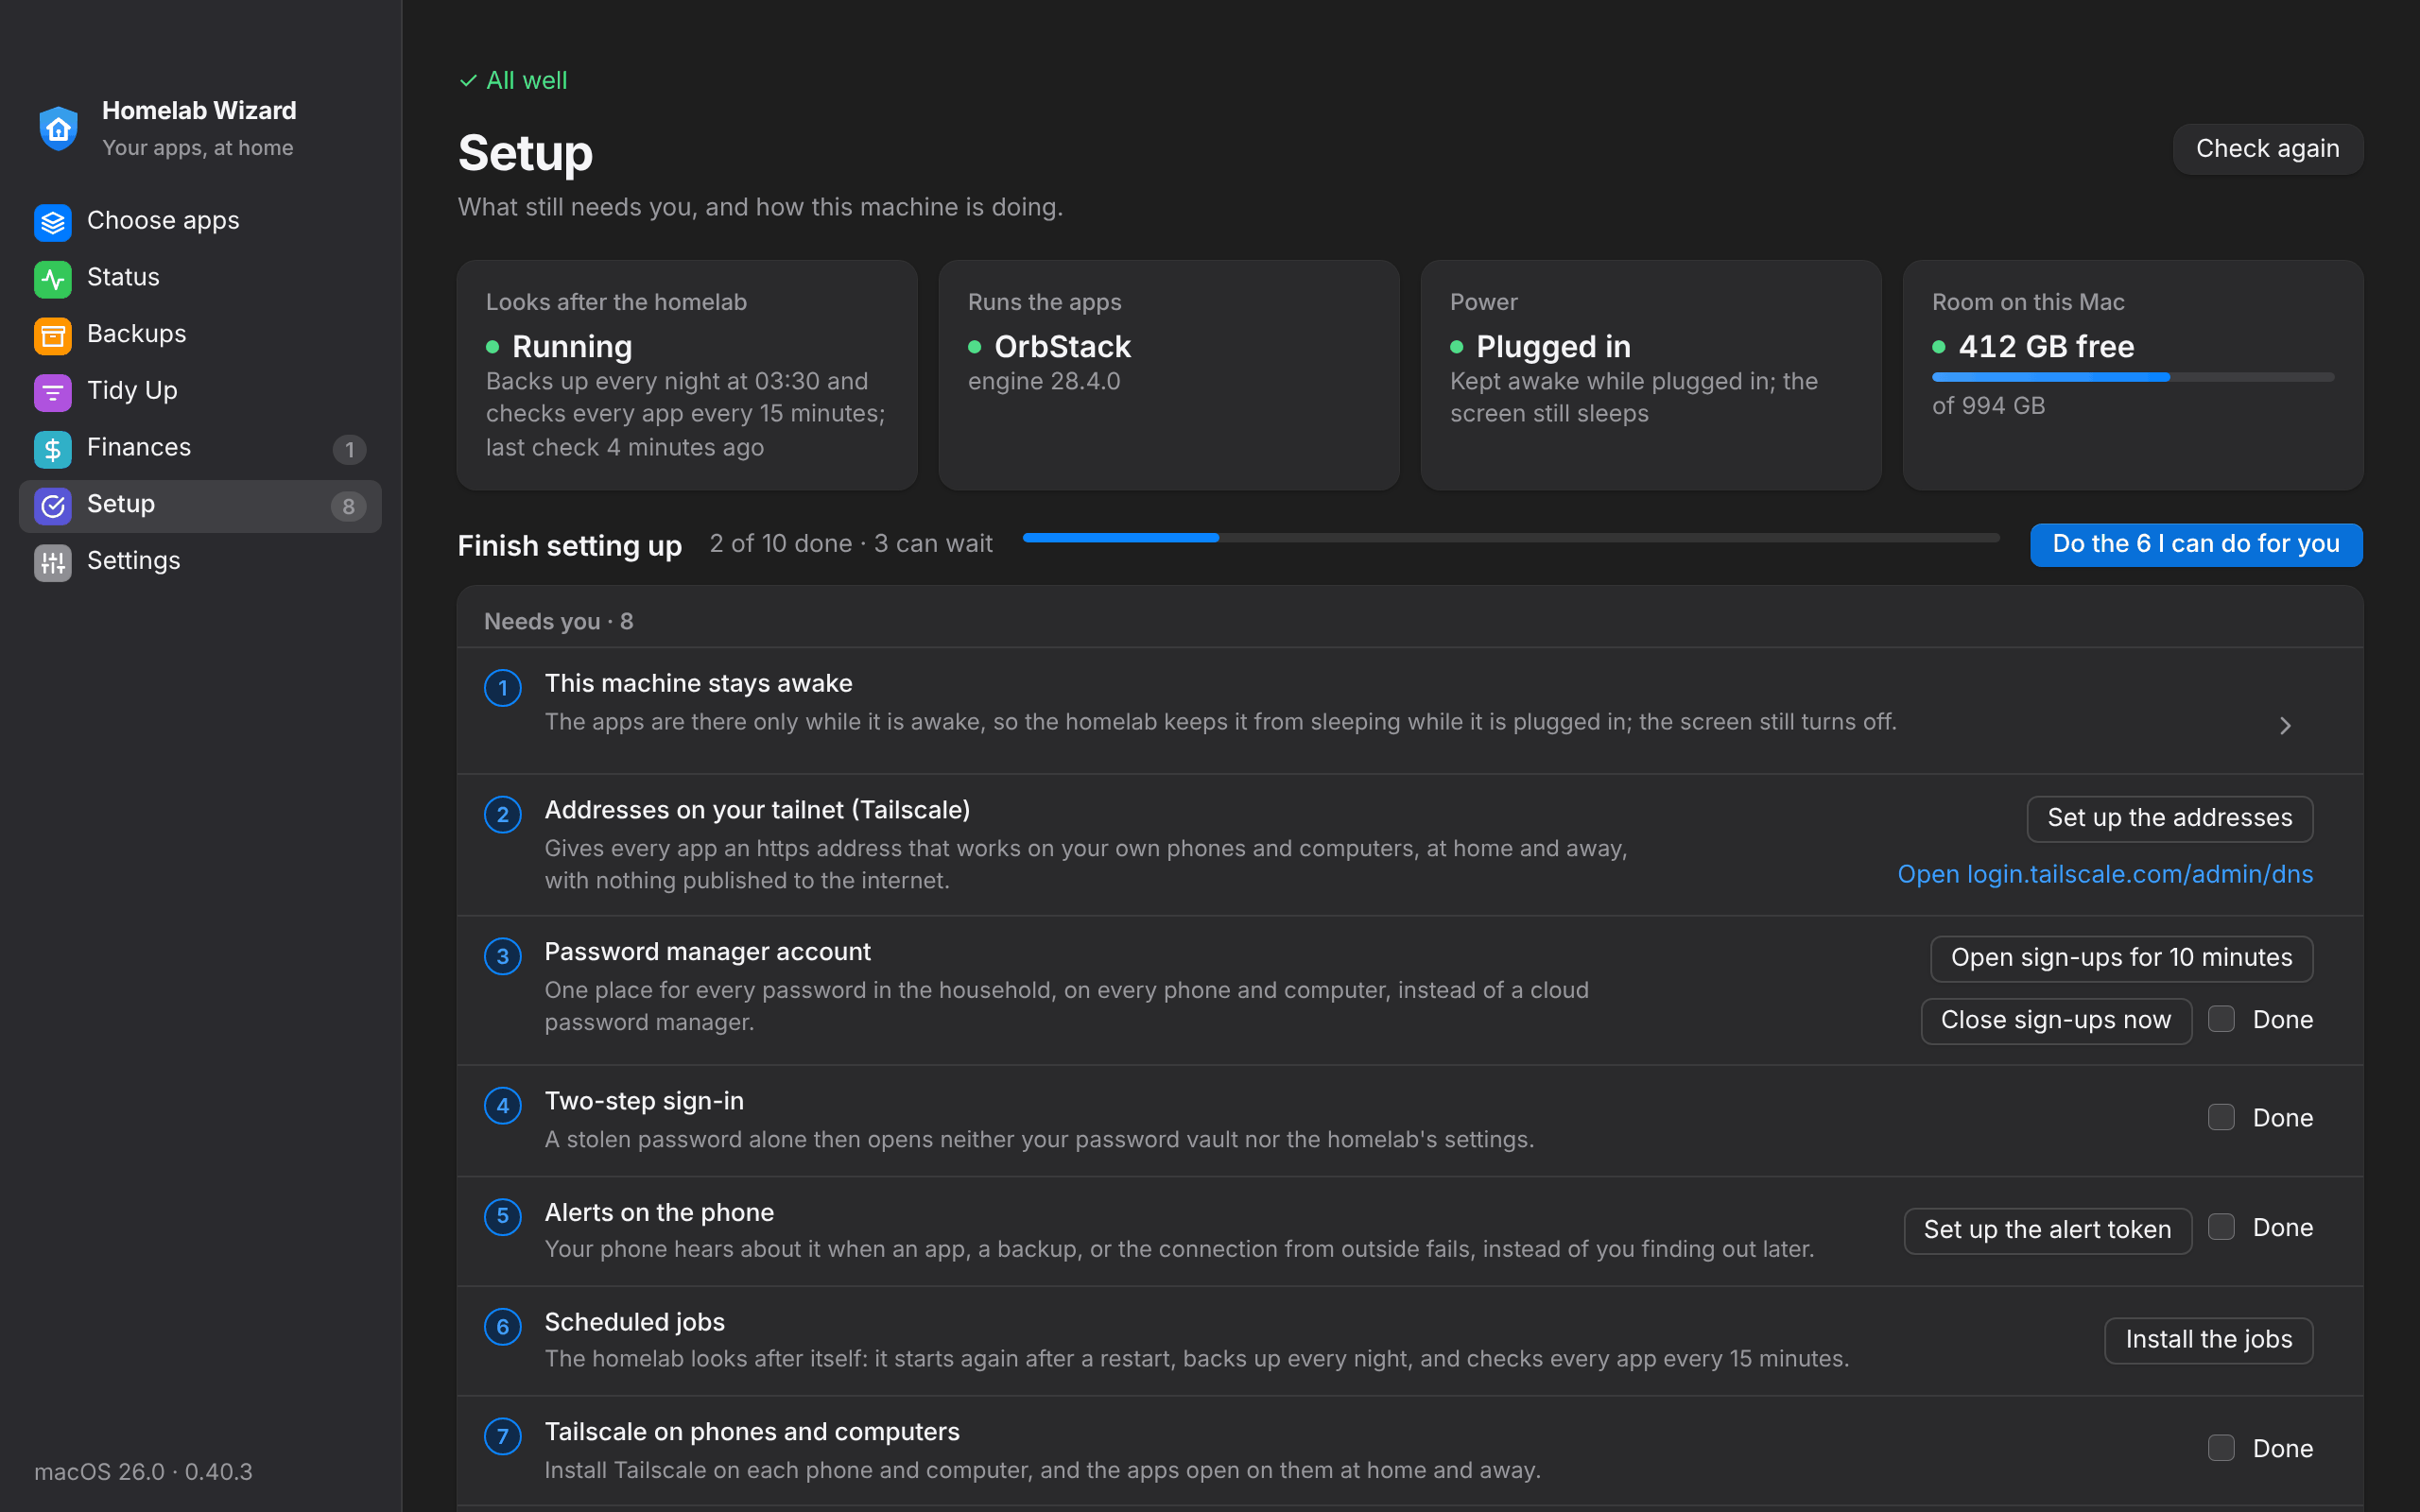 Homelab Wizard
Your apps, at home
Choose apps
Status
Backups
Tidy Up
Finances 1
Setup 8
Settings
macOS 26.0 · 0.40.3
✓ All well
Setup
Check again
What still needs you, and how this machine is doing.
Looks after the homelab
Running
Backs up every night at 03:30 and
checks every app every 15 minutes;
last check 4 minutes ago
Runs the apps
OrbStack
engine 28.4.0
Power
Plugged in
Kept awake while plugged in; the
screen still sleeps
Room on this Mac
412 GB free
of 994 GB
Finish setting up 2 of 10 done · 3 can wait
Do the 6 I can do for you
Needs you · 8
1 This machine stays awake
The apps are there only while it is awake, so the homelab keeps it from sleeping while it is plugged in; the screen still turns off.
2 Addresses on your tailnet (Tailscale)
Gives every app an https address that works on your own phones and computers, at home and away,
with nothing published to the internet.
Set up the addresses
Open login.tailscale.com/admin/dns
3 Password manager account
One place for every password in the household, on every phone and computer, instead of a cloud
password manager.
Open sign-ups for 10 minutes
Close sign-ups now Done
4 Two-step sign-in
A stolen password alone then opens neither your password vault nor the homelab's settings.
Done
5 Alerts on the phone
Your phone hears about it when an app, a backup, or the connection from outside fails, instead of you finding out later.
Set up the alert token Done
6 Scheduled jobs
The homelab looks after itself: it starts again after a restart, backs up every night, and checks every app every 15 minutes.
Install the jobs
7 Tailscale on phones and computers
Install Tailscale on each phone and computer, and the apps open on them at home and away.
Done